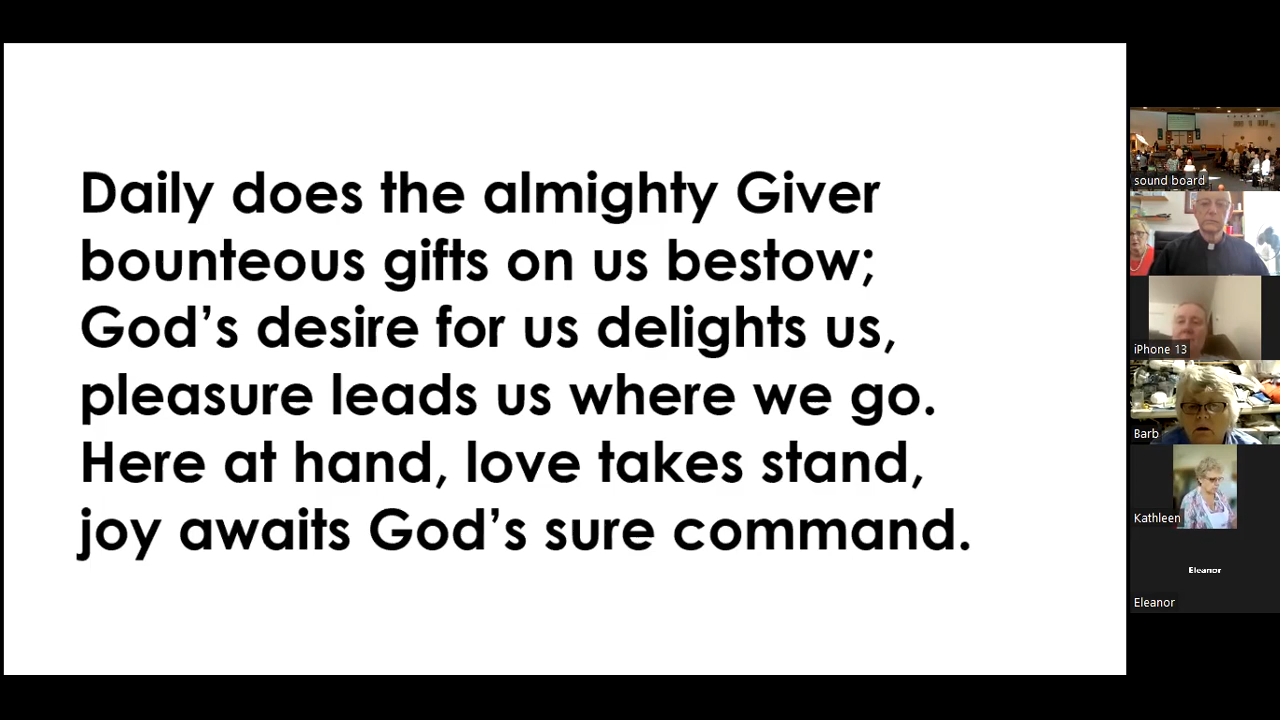 Daily does the almighty Giver
bounteous gifts on us bestow;
God’s desire for us delights us,
pleasure leads us where we go.
Here at hand, love takes stand,
joy awaits God’s sure command.
sound board
iPhone 13
Barb
Kathleen
Eleanor
Eleanor